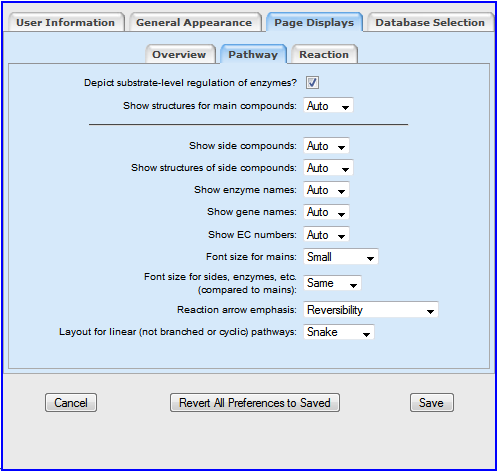 User Information General Appearance Page Displays Database Selection
Overview Pathway Reaction
Depict substrate-level regulation of enzymes?
Show structures for main compounds: Auto
Show side compounds: Auto
Show structures of side compounds: Auto
Show enzyme names: Auto
Show gene names: Auto
Show EC numbers: Auto
Font size for mains: Small
Font size for sides, enzymes, etc.
(compared to mains): Same
Reaction arrow emphasis: Reversibility
Layout for linear (not branched or cyclic) pathways: Snake
Cancel Revert All Preferences to Saved Save